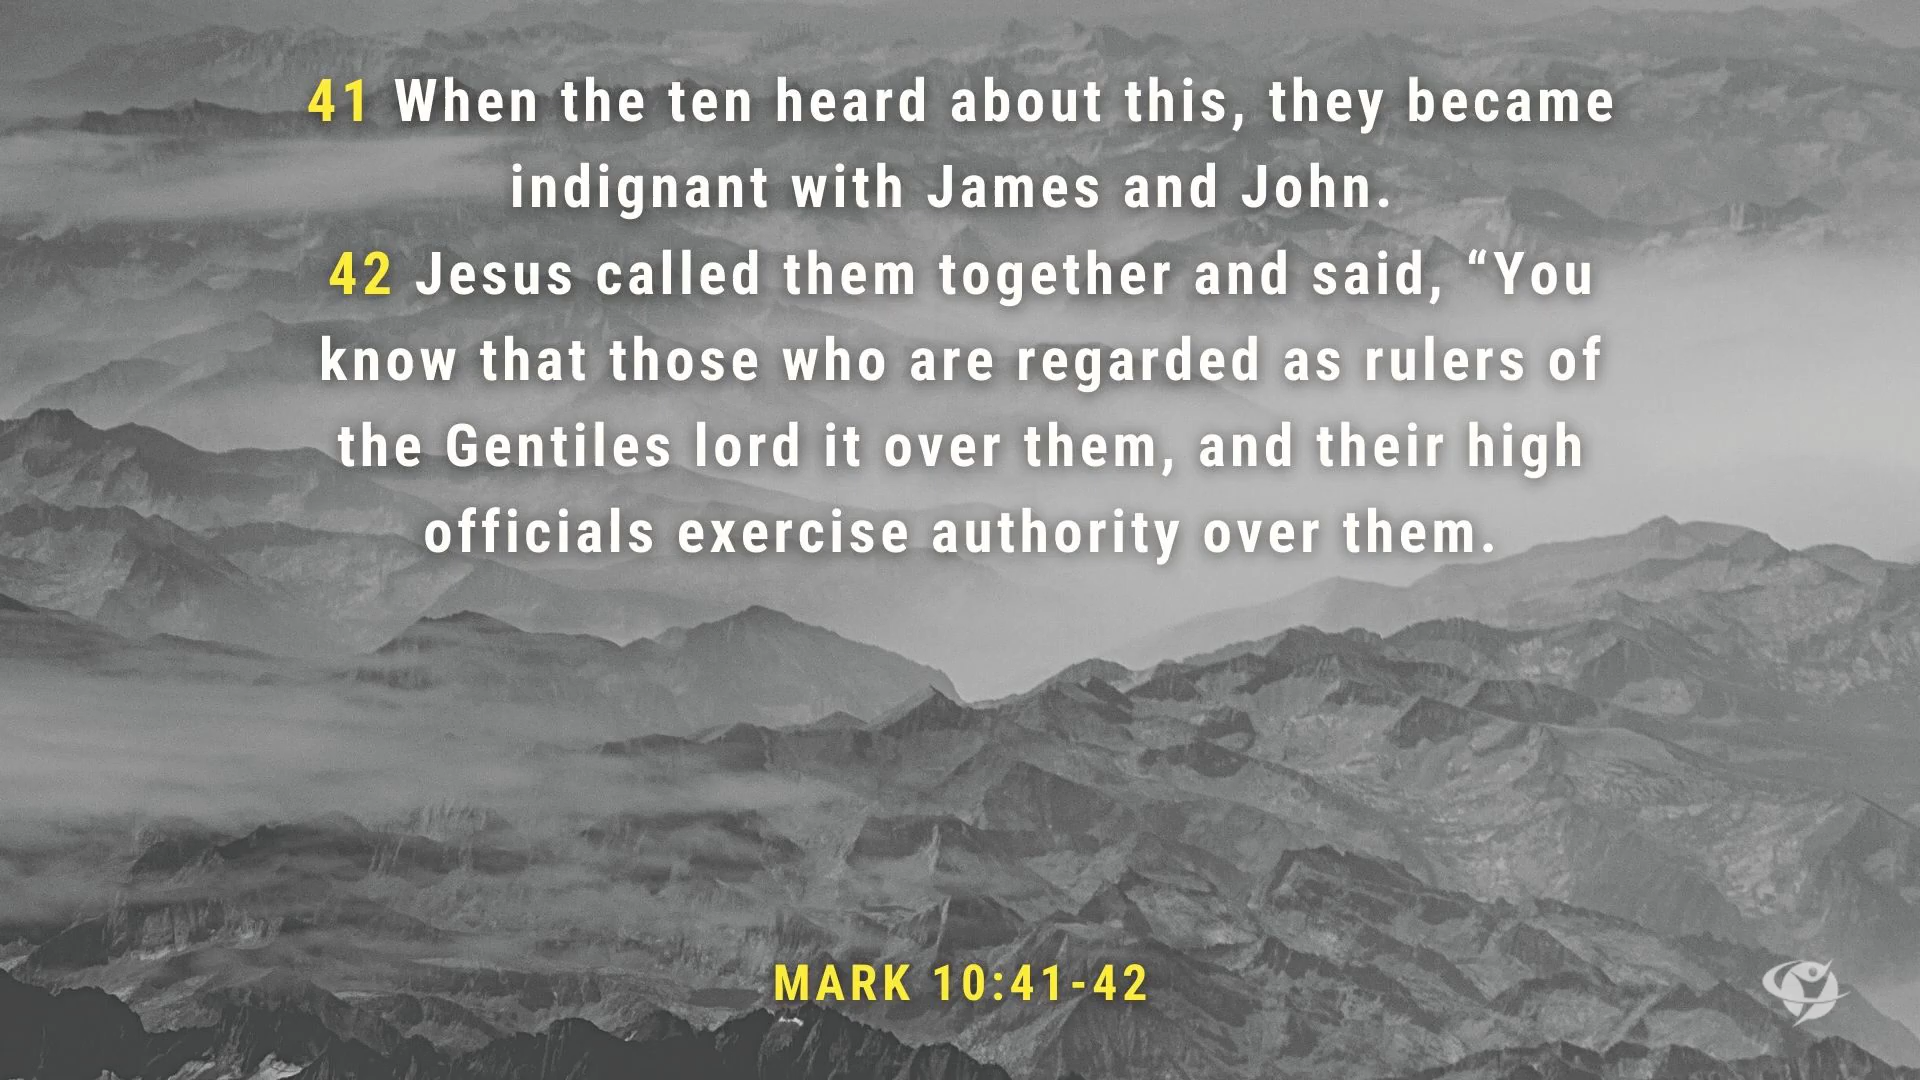 41 When the ten heard about this, they became
indignant with James and John.
42 Jesus called them together and said, “You
know that those who are regarded as rulers of
the Gentiles lord it over them, and their high
officials exercise authority over them.
MARK 10:41-42